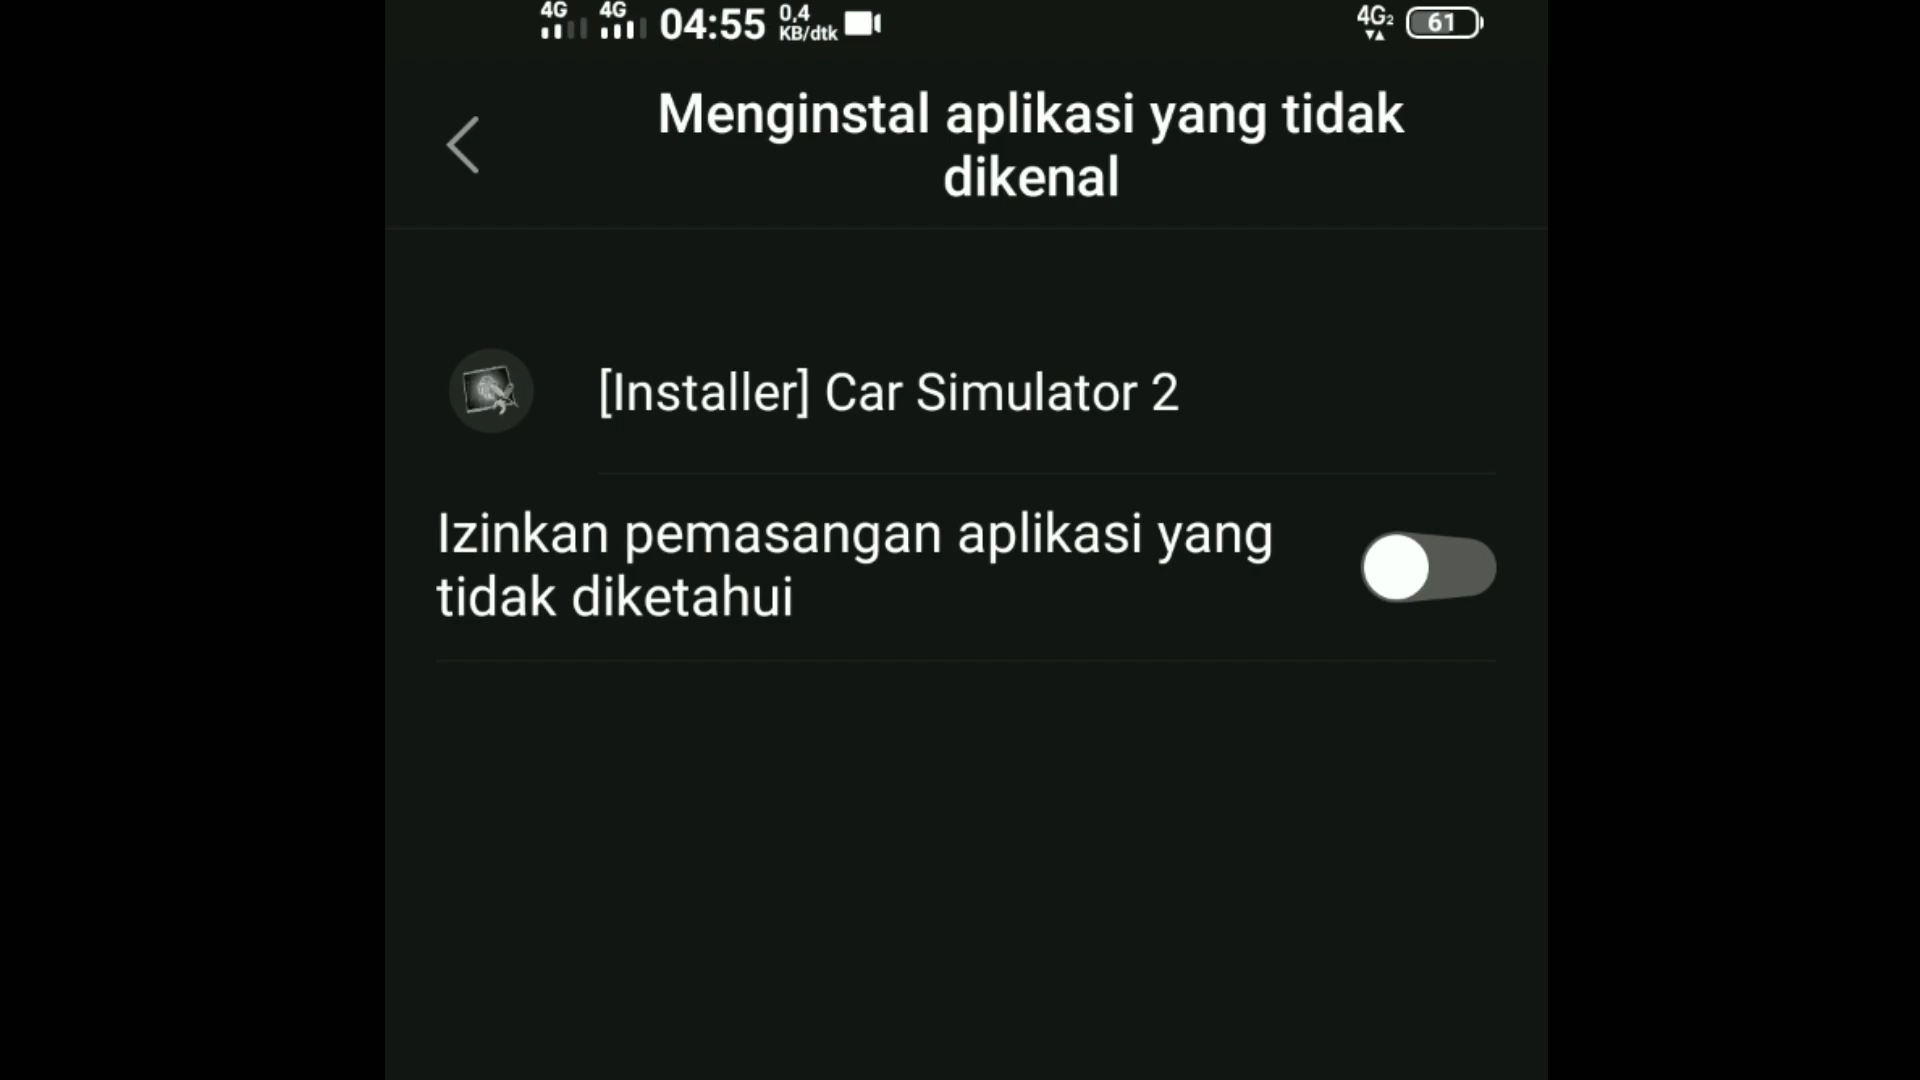 4G 4G 04:55 0,4 KB/dtk 4G2 61
Menginstal aplikasi yang tidak
dikenal
[Installer] Car Simulator 2
Izinkan pemasangan aplikasi yang
tidak diketahui